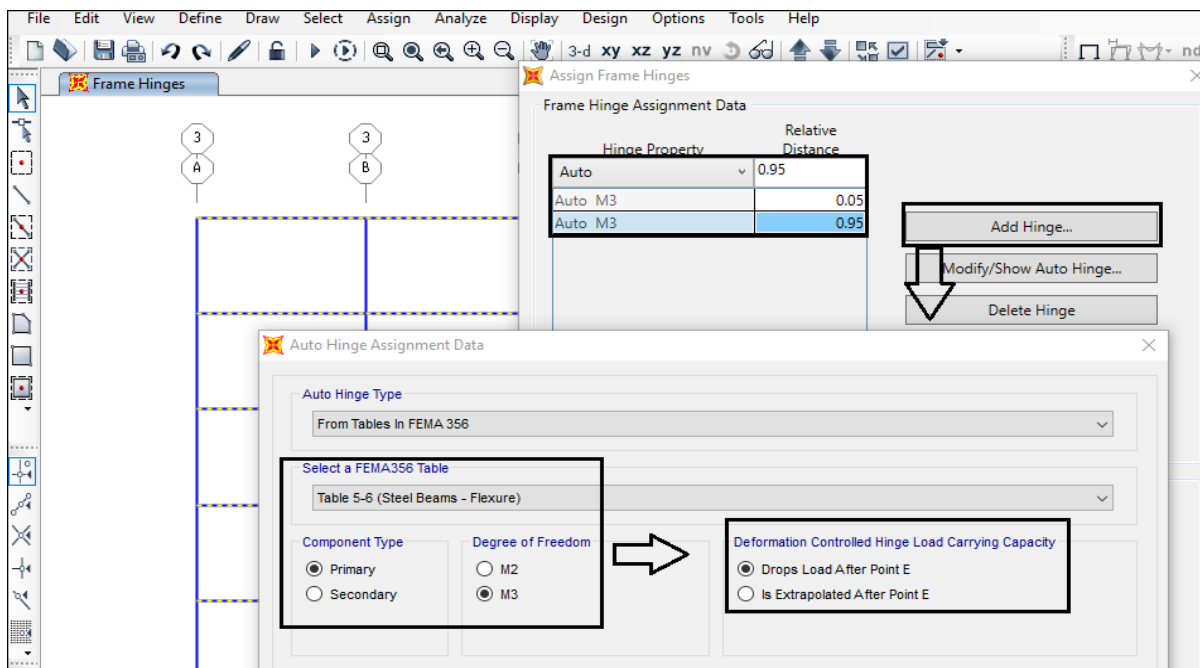 File Edit View Define Draw Select Assign Analyze Display Design Options Tools Help
3-d xy xz yz nv nd
Assign Frame Hinges
Frame Hinges
Frame Hinge Assignment Data
Relative
Hinge Property Distance
Auto 0.95
Auto M3 0.05
Auto M3 0.95
Add Hinge...
Modify/Show Auto Hinge...
Delete Hinge
3 3
A B
Auto Hinge Assignment Data
Auto Hinge Type
From Tables In FEMA 356
Select a FEMA356 Table
Table 5-6 (Steel Beams - Flexure)
Component Type Degree of Freedom Deformation Controlled Hinge Load Carrying Capacity
Primary M2 Drops Load After Point E
Secondary M3 Is Extrapolated After Point E